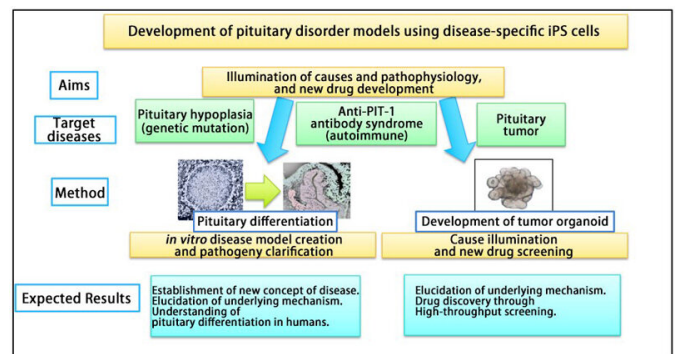 Development of pituitary disorder models using disease-specific iPS cells
Aims
Illumination of causes and pathophysiology,
and new drug development
Target
diseases
Pituitary hypoplasia
(genetic mutation)
Anti-PIT-1
antibody syndrome
(autoimmune)
Pituitary
tumor
Method
Pituitary differentiation
in vitro disease model creation
and pathogeny clarification
Development of tumor organoid
Cause illumination
and new drug screening
Expected Results
Establishment of new concept of disease.
Elucidation of underlying mechanism.
Understanding of
pituitary differentiation in humans.
Elucidation of underlying mechanism.
Drug discovery through
High-throughput screening.